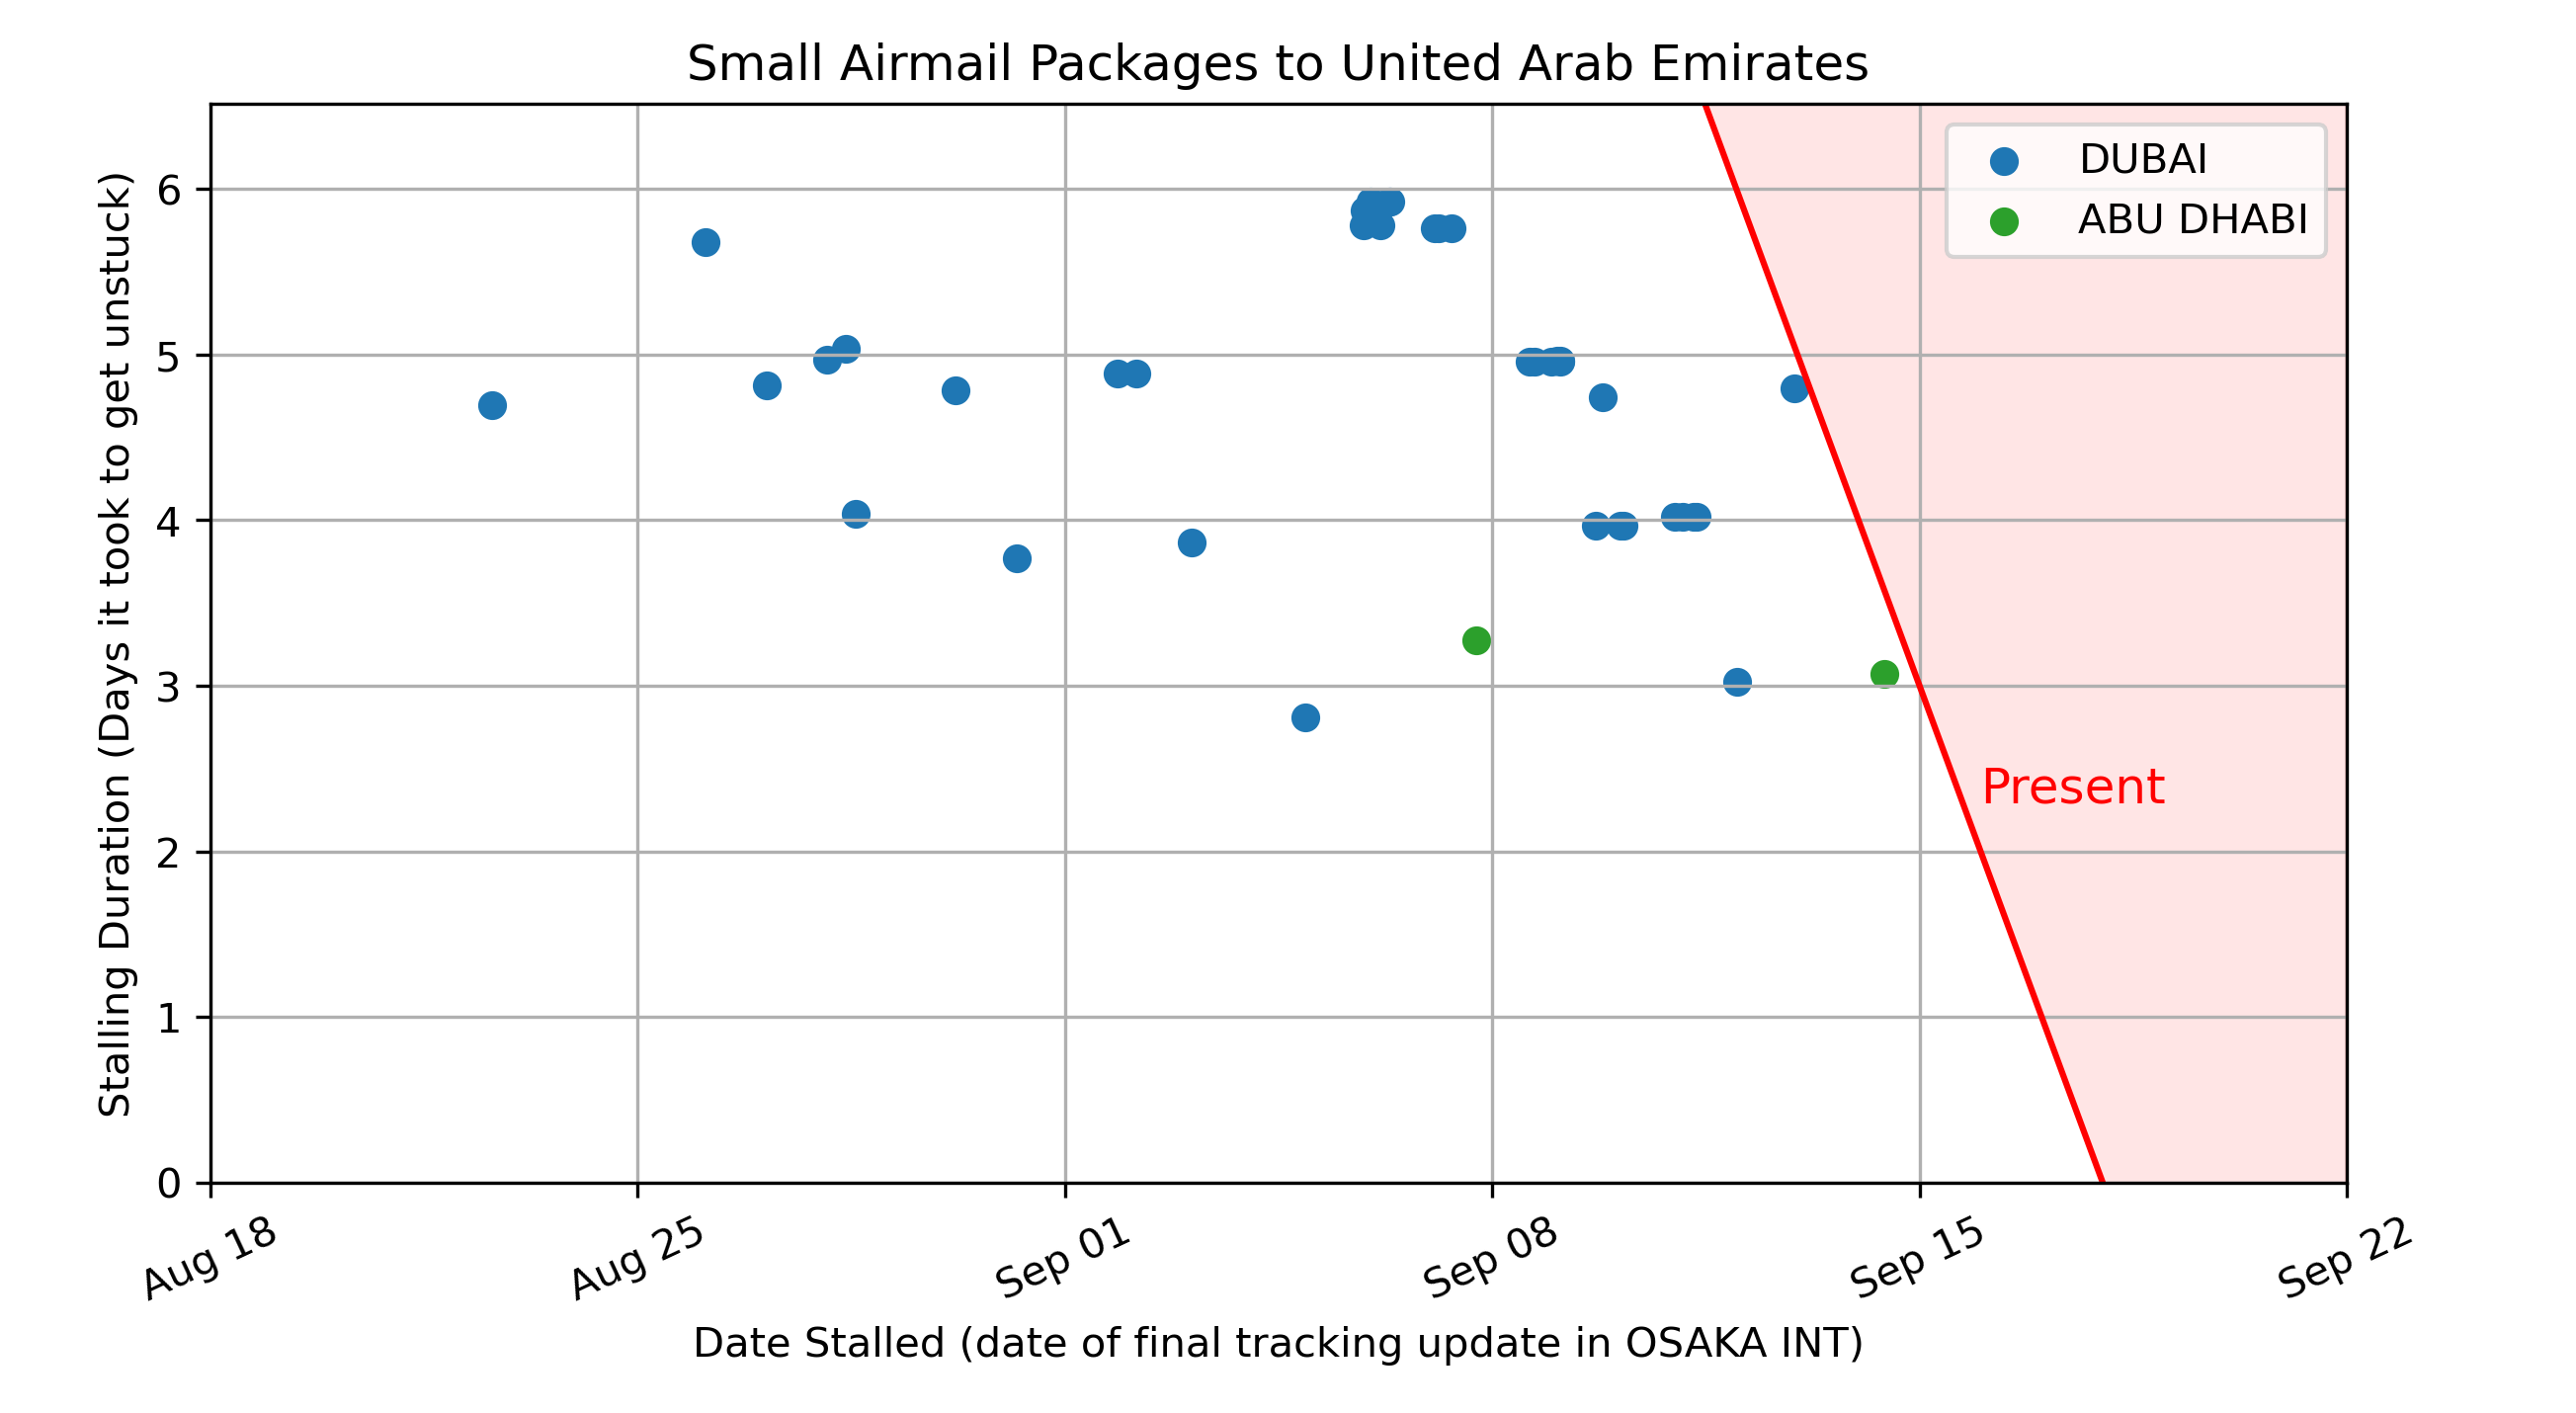 Small Airmail Packages to United Arab Emirates
Stalling Duration (Days it took to get unstuck)
6
5
4
3
2
1
0
DUBAI
ABU DHABI
Present
Aug 18
Aug 25
Sep 01
Sep 08
Sep 15
Sep 22
Date Stalled (date of final tracking update in OSAKA INT)